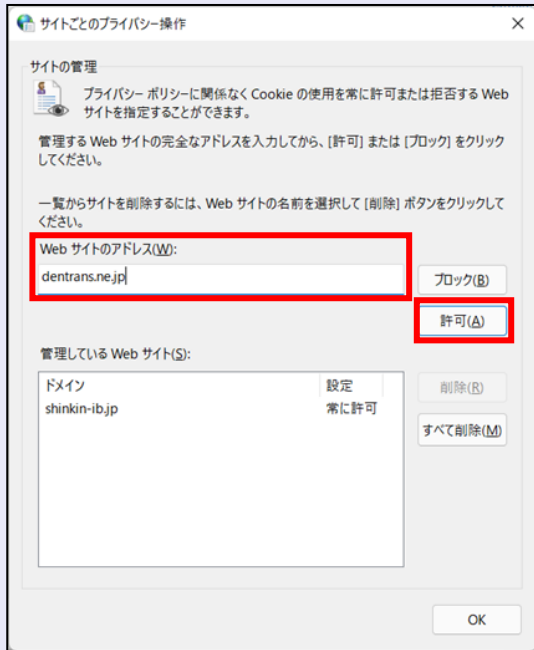 サイトごとのプライバシー操作
サイトの管理
プライバシー ポリシーに関係なく Cookie の使用を常に許可または拒否する Web
サイトを指定することができます。
管理する Web サイトの完全なアドレスを入力してから、[許可] または [ブロック] をクリック
してください。
一覧からサイトを削除するには、Web サイトの名前を選択して [削除] ボタンをクリックして
ください。
Web サイトのアドレス(W):
dentrans.ne.jp
ブロック(B)
許可(A)
管理している Web サイト(S):
ドメイン 設定
shinkin-ib.jp 常に許可
削除(R)
すべて削除(M)
OK